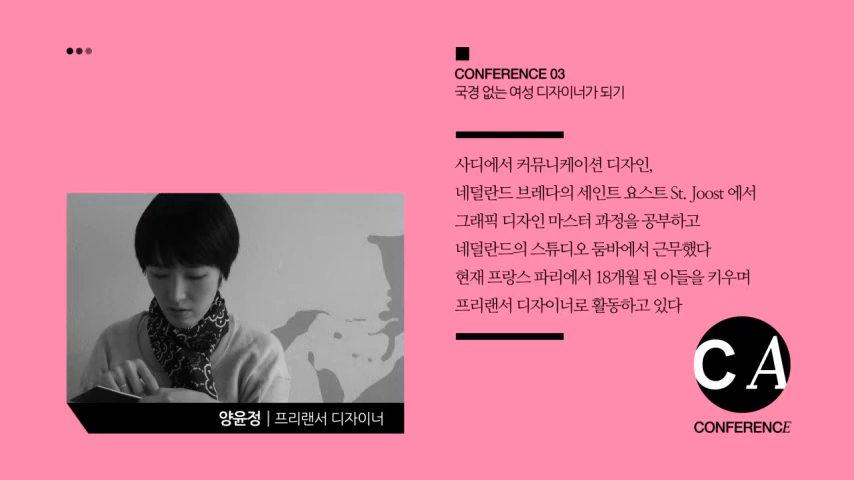 CONFERENCE 03
국경 없는 여성 디자이너가 되기
사디에서 커뮤니케이션 디자인,
네덜란드 브레다의 세인트 요스트 St. Joost 에서
그래픽 디자인 마스터 과정을 공부하고
네덜란드의 스튜디오 둠바에서 근무했다
현재 프랑스 파리에서 18개월 된 아들을 키우며
프리랜서 디자이너로 활동하고 있다
양윤정 | 프리랜서 디자이너
CA
CONFERENCE